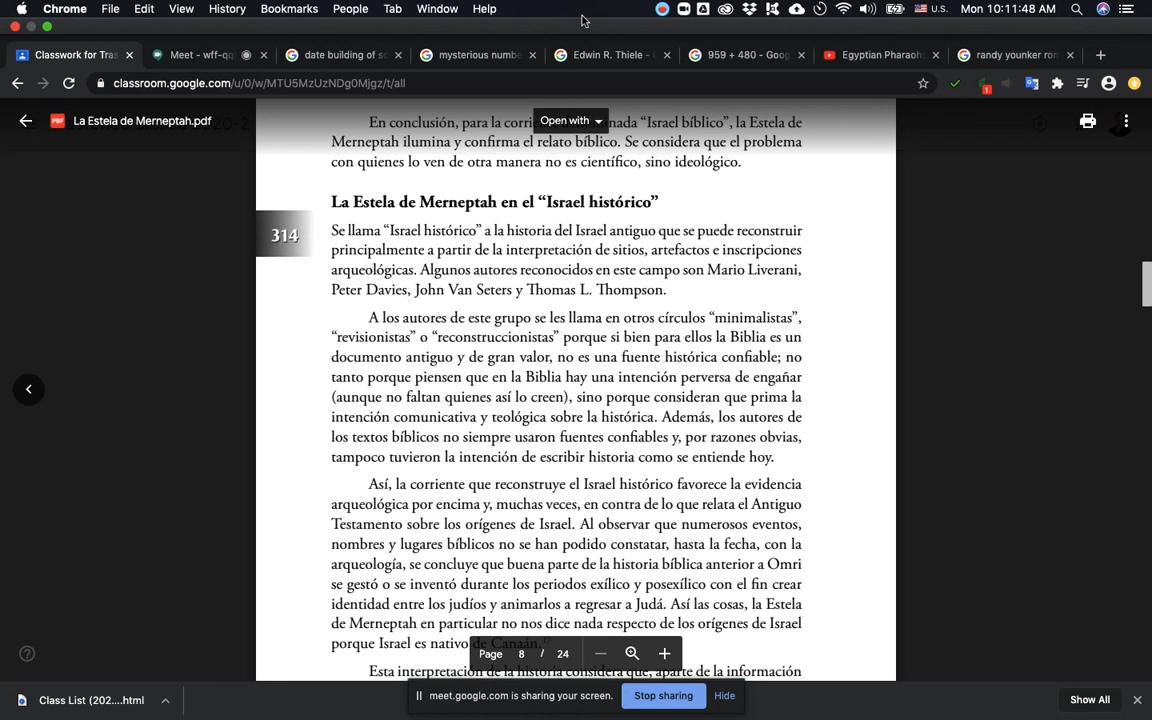 Chrome File Edit View History Bookmarks People Tab Window Help U.S. Mon 10:11:48 AM
Classwork for Tras Meet - wff-gq date building of so mysterious numbe Edwin R. Thiele - 959 + 480 - Goog Egyptian Pharaohs randy younker ron
classroom.google.com/u/0/w/MTU5MzUzNDg0Mjgz/t/all
1
La Estela de Merneptah.pdf
Open with
En conclusión, para la "Israel bíblico", la Estela de
Merneptah ilumina y confirma el relato bíblico. Se considera que el problema
con quienes lo ven de otra manera no es científico, sino ideológico.
La Estela de Merneptah en el “Israel histórico”
314
Se llama “Israel histórico” a la historia del Israel antiguo que se puede reconstruir
principalmente a partir de la interpretación de sitios, artefactos e inscripciones
arqueológicas. Algunos autores reconocidos en este campo son Mario Liverani,
Peter Davies, John Van Seters y Thomas L. Thompson.
A los autores de este grupo se les llama en otros círculos “minimalistas”,
“revisionistas” o “reconstruccionistas” porque si bien para ellos la Biblia es un
documento antiguo y de gran valor, no es una fuente histórica confiable; no
tanto porque piensen que en la Biblia hay una intención perversa de engañar
(aunque no faltan quienes así lo creen), sino porque consideran que prima la
intención comunicativa y teológica sobre la histórica. Además, los autores de
los textos bíblicos no siempre usaron fuentes confiables y, por razones obvias,
tampoco tuvieron la intención de escribir historia como se entiende hoy.
Así, la corriente que reconstruye el Israel histórico favorece la evidencia
arqueológica por encima y, muchas veces, en contra de lo que relata el Antiguo
Testamento sobre los orígenes de Israel. Al observar que numerosos eventos,
nombres y lugares bíblicos no se han podido constatar, hasta la fecha, con la
arqueología, se concluye que buena parte de la historia bíblica anterior a Omri
se gestó o se inventó durante los periodos exílico y posexílico con el fin crear
identidad entre los judíos y animarlos a regresar a Judá. Así las cosas, la Estela
de Merneptah en particular no nos dice nada respecto de los orígenes de Israel
porque Israel es nativo de Canaán.17
Page 8 / 24
Esta interpretación de la historia considera que, aparte de la información
Class List (202....html
meet.google.com is sharing your screen. Stop sharing Hide
Show All